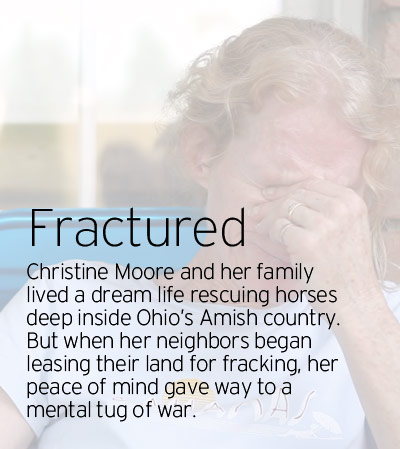 Fractured
Christine Moore and her family
lived a dream life rescuing horses
deep inside Ohio's Amish country.
But when her neighbors began
leasing their land for fracking, her
peace of mind gave way to a
mental tug of war.